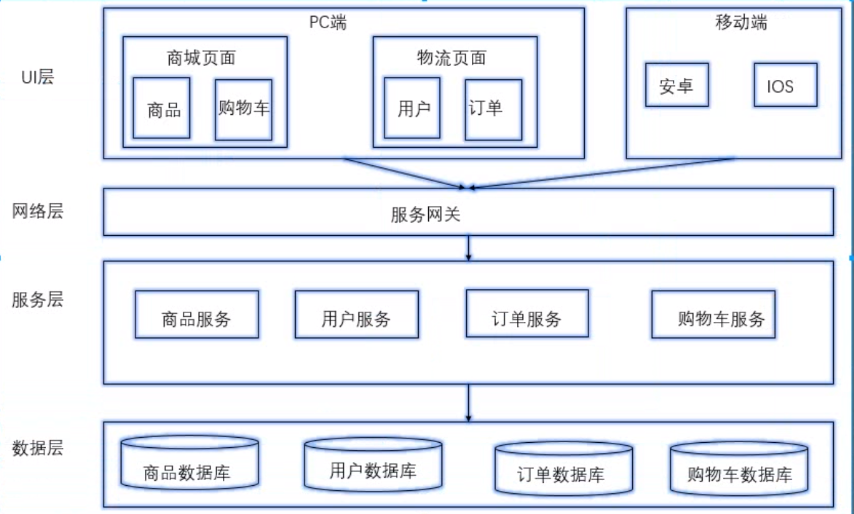 PC端
移动端
UI层
商城页面
物流页面
商品
购物车
用户
订单
安卓
IOS
网络层
服务网关
服务层
商品服务
用户服务
订单服务
购物车服务
数据层
商品数据库
用户数据库
订单数据库
购物车数据库